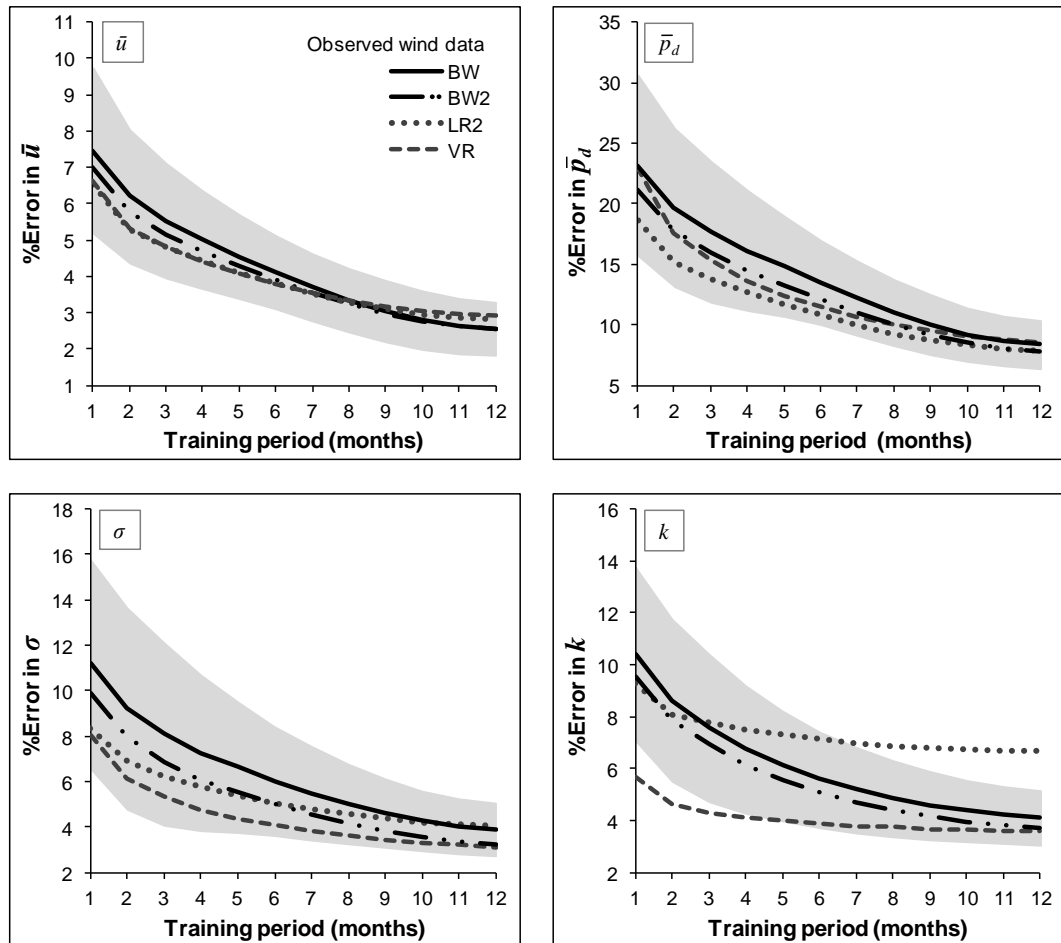 ū
%Error in ū
11
10
9
8
7
6
5
4
3
2
1
Observed wind data
BW
BW2
LR2
VR
1 2 3 4 5 6 7 8 9 10 11 12
Training period (months)
p̄d
%Error in p̄d
35
30
25
20
15
10
5
1 2 3 4 5 6 7 8 9 10 11 12
Training period (months)
σ
%Error in σ
18
16
14
12
10
8
6
4
2
1 2 3 4 5 6 7 8 9 10 11 12
Training period (months)
k
%Error in k
16
14
12
10
8
6
4
2
1 2 3 4 5 6 7 8 9 10 11 12
Training period (months)